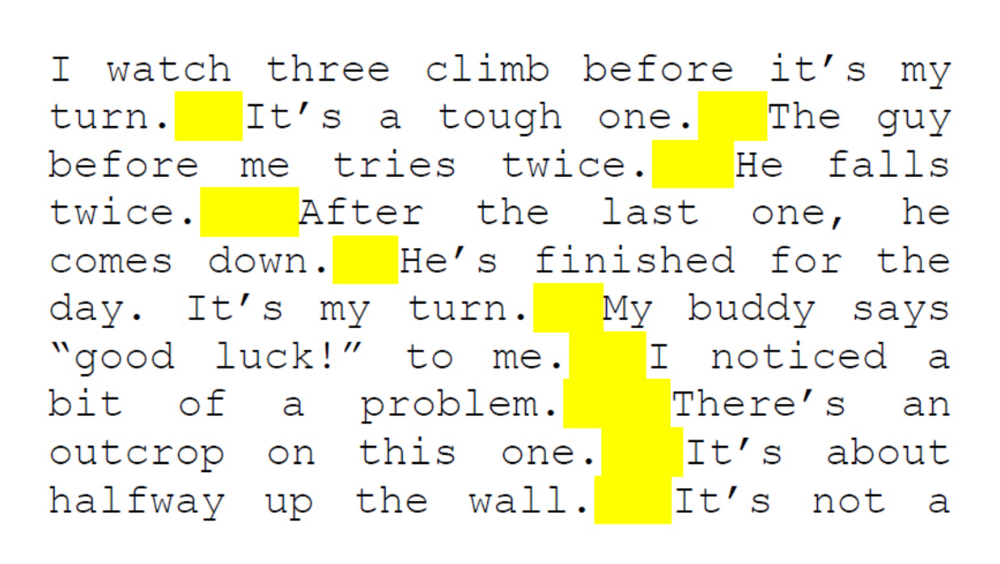 I watch three climb before it’s my
turn. It’s a tough one. The guy
before me tries twice. He falls
twice. After the last one, he
comes down. He’s finished for the
day. It’s my turn. My buddy says
“good luck!” to me. I noticed a
bit of a problem. There’s an
outcrop on this one. It’s about
halfway up the wall. It’s not a